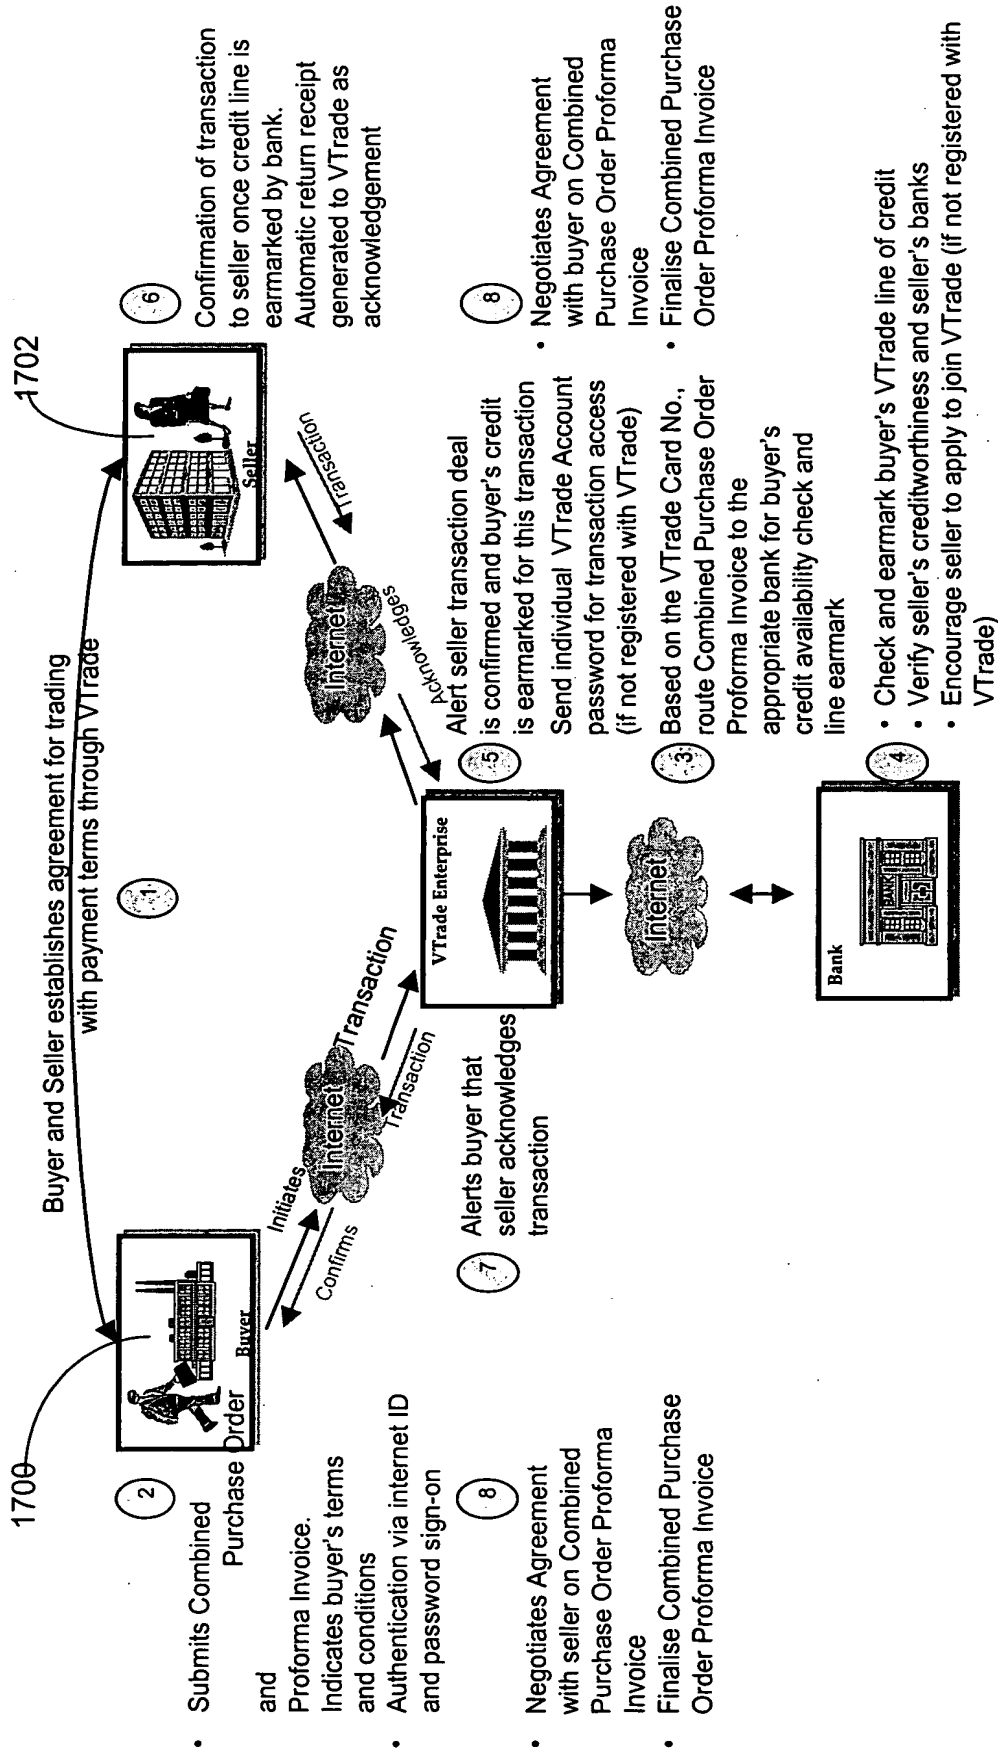 1700
1702
Buyer and Seller establishes agreement for trading
with payment terms through VTrade
1
2
• Submits Combined
Purchase Order
and
Proforma Invoice.
Indicates buyer's terms
and conditions
• Authentication via internet ID
and password sign-on
Buyer
Initiates
Transaction
Internet
Confirms
Transaction
8
• Negotiates Agreement
with seller on Combined
Purchase Order Proforma
Invoice
• Finalise Combined Purchase
Order Proforma Invoice
7
Alerts buyer that
seller acknowledges
transaction
VTrade Enterprise
Internet
Bank
BANK
Seller
Transaction
Internet
Acknowledges
6
Confirmation of transaction
to seller once credit line is
earmarked by bank.
Automatic return receipt
generated to VTrade as
acknowledgement
5
Alert seller transaction deal
is confirmed and buyer's credit
is earmarked for this transaction
Send individual VTrade Account
password for transaction access
(if not registered with VTrade)
8
• Negotiates Agreement
with buyer on Combined
Purchase Order Proforma
Invoice
• Finalise Combined Purchase
Order Proforma Invoice
3
Based on the VTrade Card No.,
route Combined Purchase Order
Proforma Invoice to the
appropriate bank for buyer's
credit availability check and
line earmark
4
• Check and earmark buyer's VTrade line of credit
• Verify seller's creditworthiness and seller's banks
• Encourage seller to apply to join VTrade (if not registered with
VTrade)